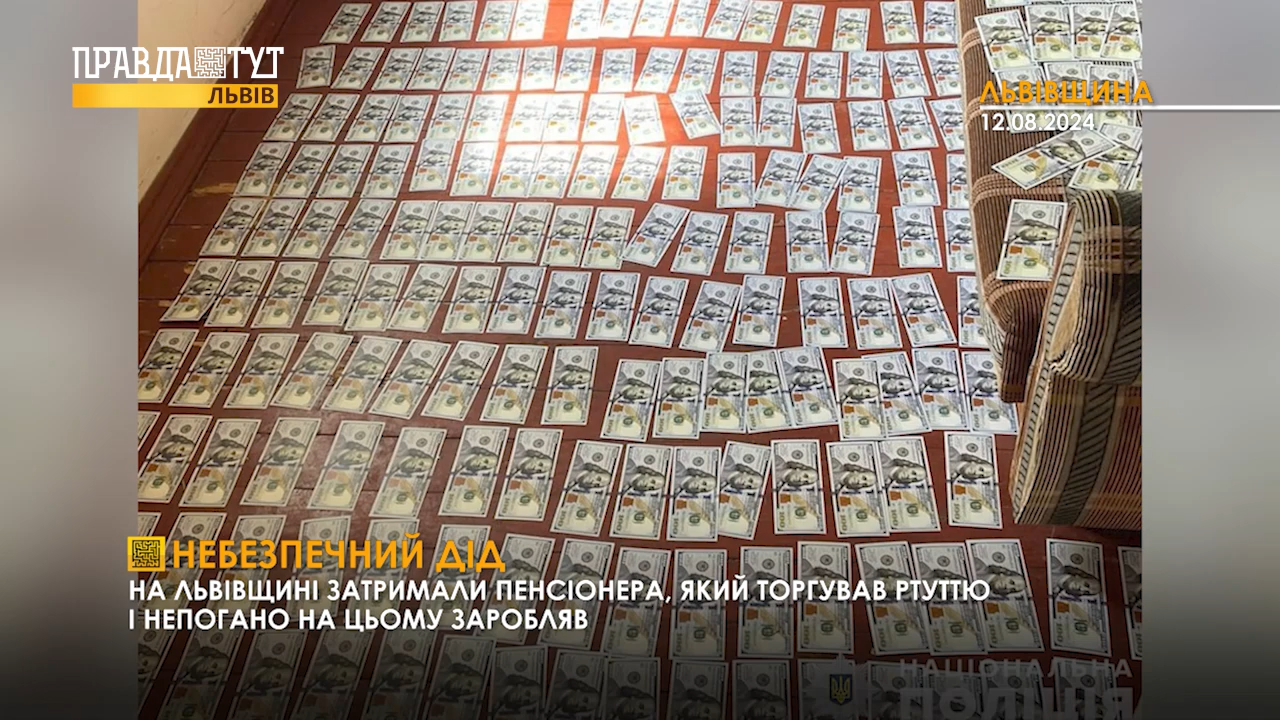 ПРАВДА ТУТ
ЛЬВІВ
ЛЬВІВЩИНА
12.08 2024
НЕБЕЗПЕЧНИЙ ДІД
НА ЛЬВІВЩИНІ ЗАТРИМАЛИ ПЕНСІОНЕРА, ЯКИЙ ТОРГУВАВ РТУТТЮ
І НЕПОГАНО НА ЦЬОМУ ЗАРОБЛЯВ
НАЦІОНАЛЬНА
ПОЛІЦІЯ